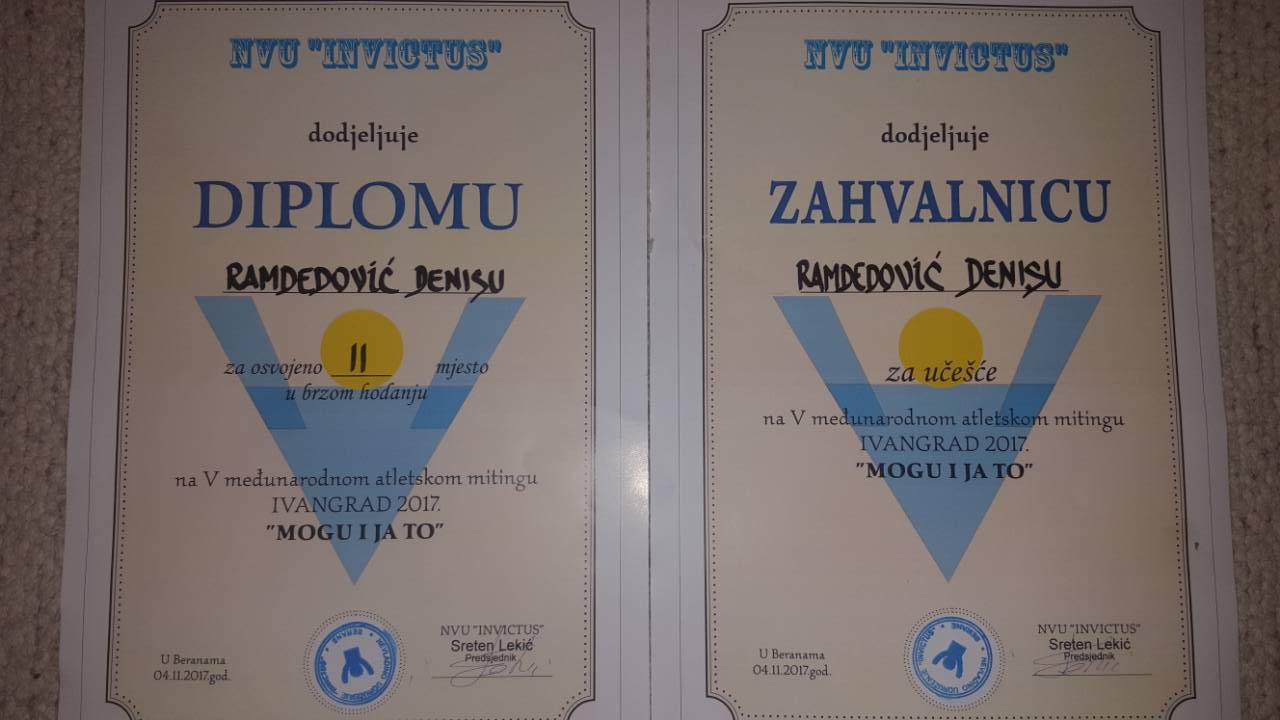 NVU "INVICTUS"
dodjeljuje
DIPLOMU
RAMDEDOVIĆ DENISU
za osvojeno II mjesto
u brzom hodanju
na V međunarodnom atletskom mitingu
IVANGRAD 2017.
"MOGU I JA TO"
U Beranama
04.11.2017.god.
NVU "INVICTUS"
Sreten Lekić
Predsjednik
NVU "INVICTUS"
dodjeljuje
ZAHVALNICU
RAMDEDOVIĆ DENISU
za učešće
na V međunarodnom atletskom mitingu
IVANGRAD 2017.
"MOGU I JA TO"
U Beranama
04.11.2017.god.
NVU "INVICTUS"
Sreten Lekić
Predsjednik